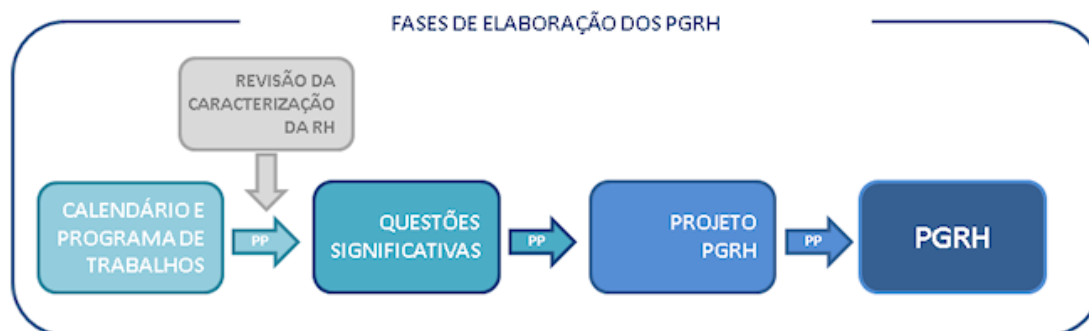 FASES DE ELABORAÇÃO DOS PGRH
REVISÃO DA
CARACTERIZAÇÃO
DA RH
CALENDÁRIO E
PROGRAMA DE
TRABALHOS
PP
QUESTÕES
SIGNIFICATIVAS
PP
PROJETO
PGRH
PP
PGRH